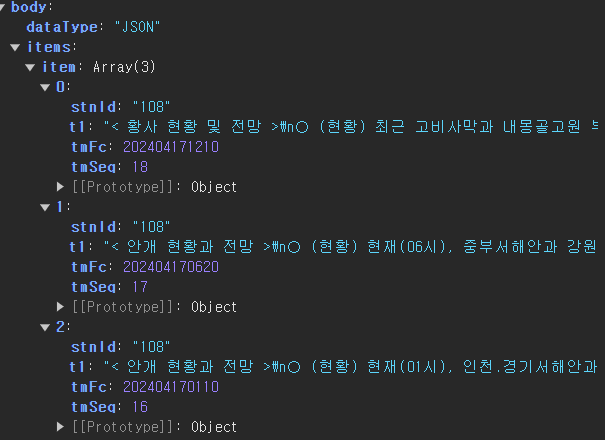 body:
dataType: "JSON"
items:
item: Array(3)
0:
stnId: "108"
t1: "< 황사 현황 및 전망 >₩n○ (현황) 최근 고비사막과 내몽골고원
tmFc: 202404171210
tmSeq: 18
[[Prototype]]: Object
1:
stnId: "108"
t1: "< 안개 현황과 전망 >₩n○ (현황) 현재(06시), 중부서해안과 강원
tmFc: 202404170620
tmSeq: 17
[[Prototype]]: Object
2:
stnId: "108"
t1: "< 안개 현황과 전망 >₩n○ (현황) 현재(01시), 인천.경기서해안과
tmFc: 202404170110
tmSeq: 16
[[Prototype]]: Object